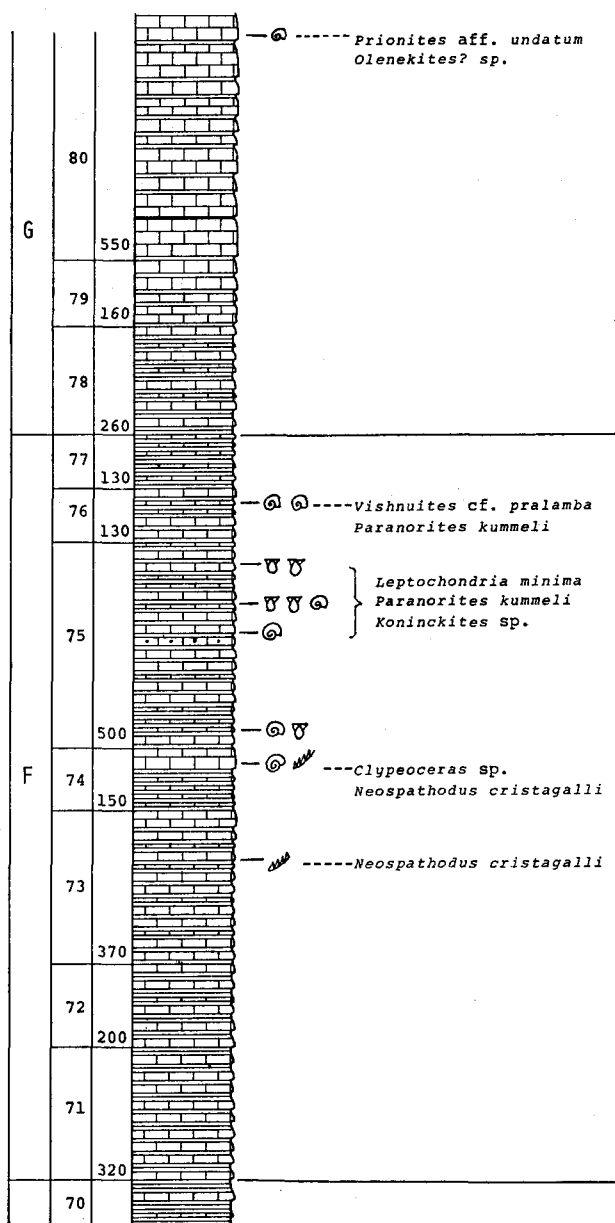 Prionites aff. undatum
Olenekites? sp.
80
G
550
79
160
78
260
77
130
76
Vishnuites cf. pralamba
130
Paranorites kummeli
Leptochondria minima
Paranorites kummeli
75
Koninckites sp.
500
F
74
Clypeoceras sp.
150
Neospathodus cristagalli
73
Neospathodus cristagalli
370
72
200
71
320
70